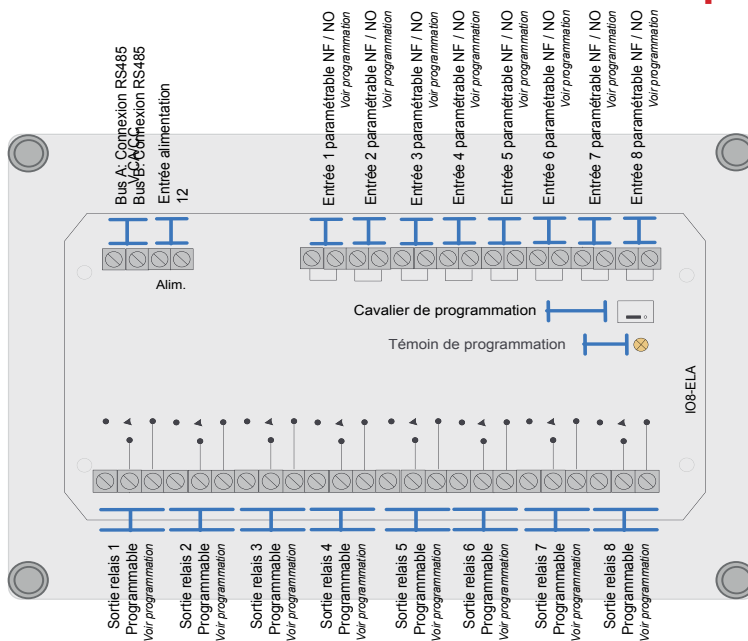 Bus A: Connexion RS485
Bus B: Connexion RS485
V CA/CC
Entrée alimentation
12
Entrée 1 paramétrable NF / NO
Voir programmation
Entrée 2 paramétrable NF / NO
Voir programmation
Entrée 3 paramétrable NF / NO
Voir programmation
Entrée 4 paramétrable NF / NO
Voir programmation
Entrée 5 paramétrable NF / NO
Voir programmation
Entrée 6 paramétrable NF / NO
Voir programmation
Entrée 7 paramétrable NF / NO
Voir programmation
Entrée 8 paramétrable NF / NO
Voir programmation
Alim.
Cavalier de programmation
Témoin de programmation
IO8-ELA
Sortie relais 1
Programmable
Voir programmation
Sortie relais 2
Programmable
Voir programmation
Sortie relais 3
Programmable
Voir programmation
Sortie relais 4
Programmable
Voir programmation
Sortie relais 5
Programmable
Voir programmation
Sortie relais 6
Programmable
Voir programmation
Sortie relais 7
Programmable
Voir programmation
Sortie relais 8
Programmable
Voir programmation